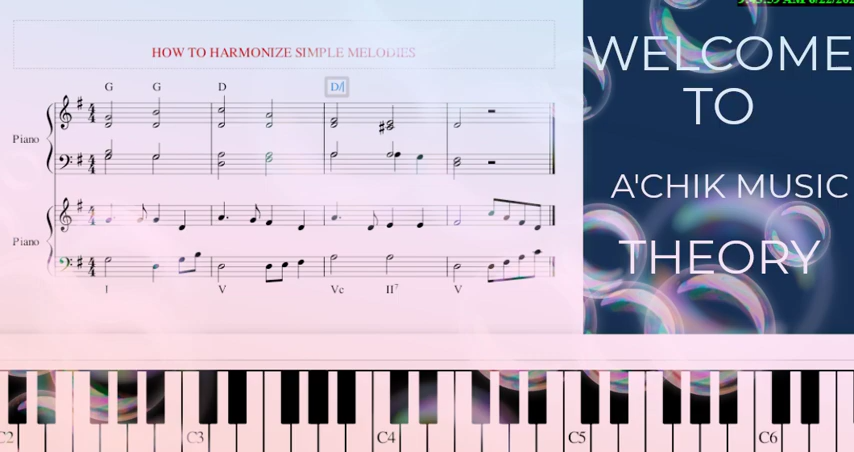 HOW TO HARMONIZE SIMPLE MELODIES
G G D D/
Piano
Piano
I V Vc II⁷ V
WELCOME
TO
A'CHIK MUSIC
THEORY
C2 C3 C4 C5 C6